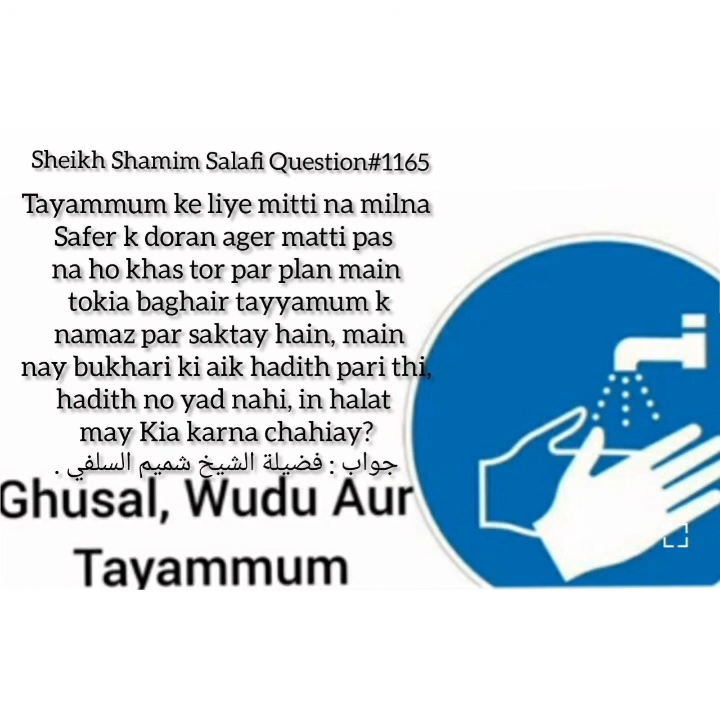 Sheikh Shamim Salafi Question#1165
Tayammum ke liye mitti na milna
Safer k doran ager matti pas
na ho khas tor par plan main
tokia baghair tayyamum k
namaz par saktay hain, main
nay bukhari ki aik hadith pari thi,
hadith no yad nahi, in halat
may Kia karna chahiay?
جواب : فضيلة الشيخ شميم السلفي .
Ghusal, Wudu Aur
Tayammum